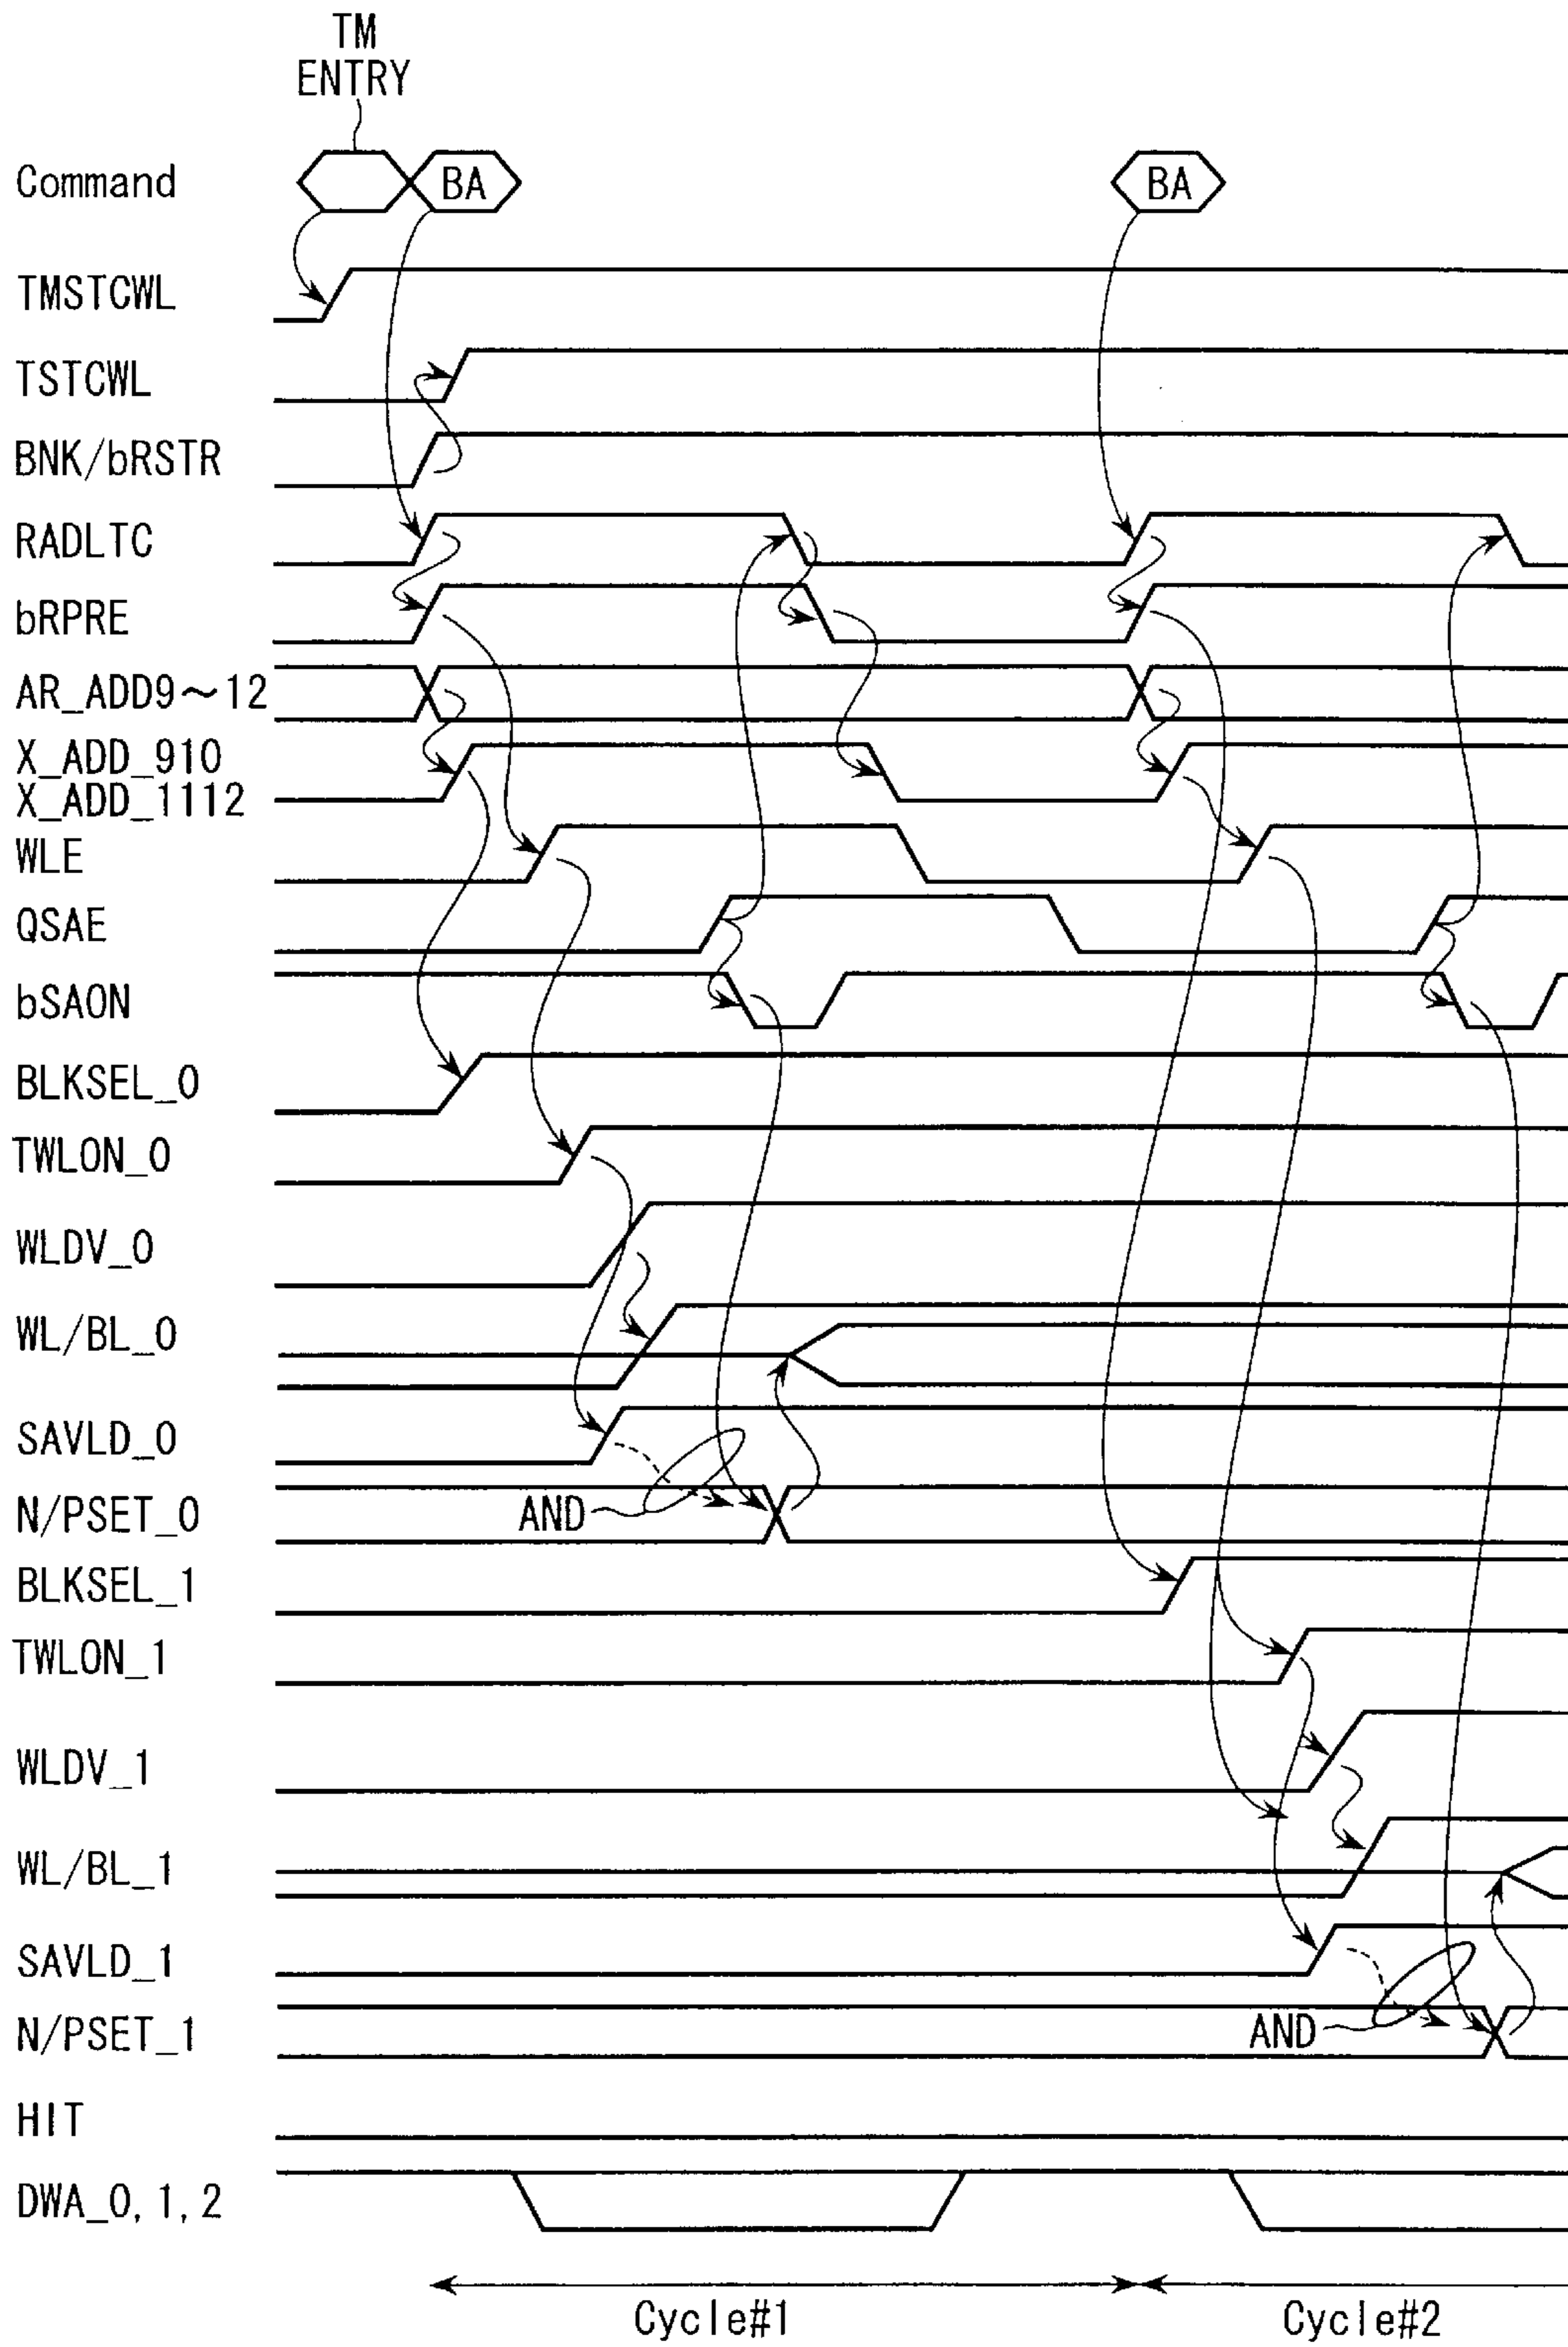 TM
ENTRY
Command
BA
BA
TMSTCWL
TSTCWL
BNK/bRSTR
RADLTC
bRPRE
AR_ADD9～12
X_ADD_910
X_ADD_1112
WLE
QSAE
bSAON
BLKSEL_0
TWLON_0
WLDV_0
WL/BL_0
SAVLD_0
N/PSET_0
AND
BLKSEL_1
TWLON_1
WLDV_1
WL/BL_1
SAVLD_1
N/PSET_1
AND
HIT
DWA_0,1,2
Cycle#1
Cycle#2